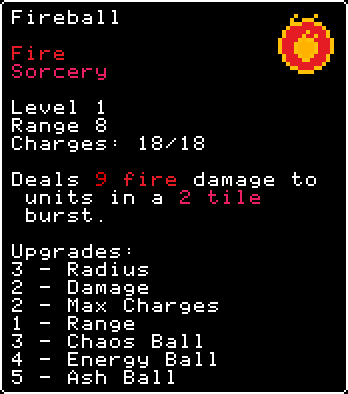 Fireball
Fire
Sorcery
Level 1
Range 8
Charges: 18/18
Deals 9 fire damage to
units in a 2 tile
burst.
Upgrades:
3 - Radius
2 - Damage
2 - Max Charges
1 - Range
3 - Chaos Ball
4 - Energy Ball
5 - Ash Ball